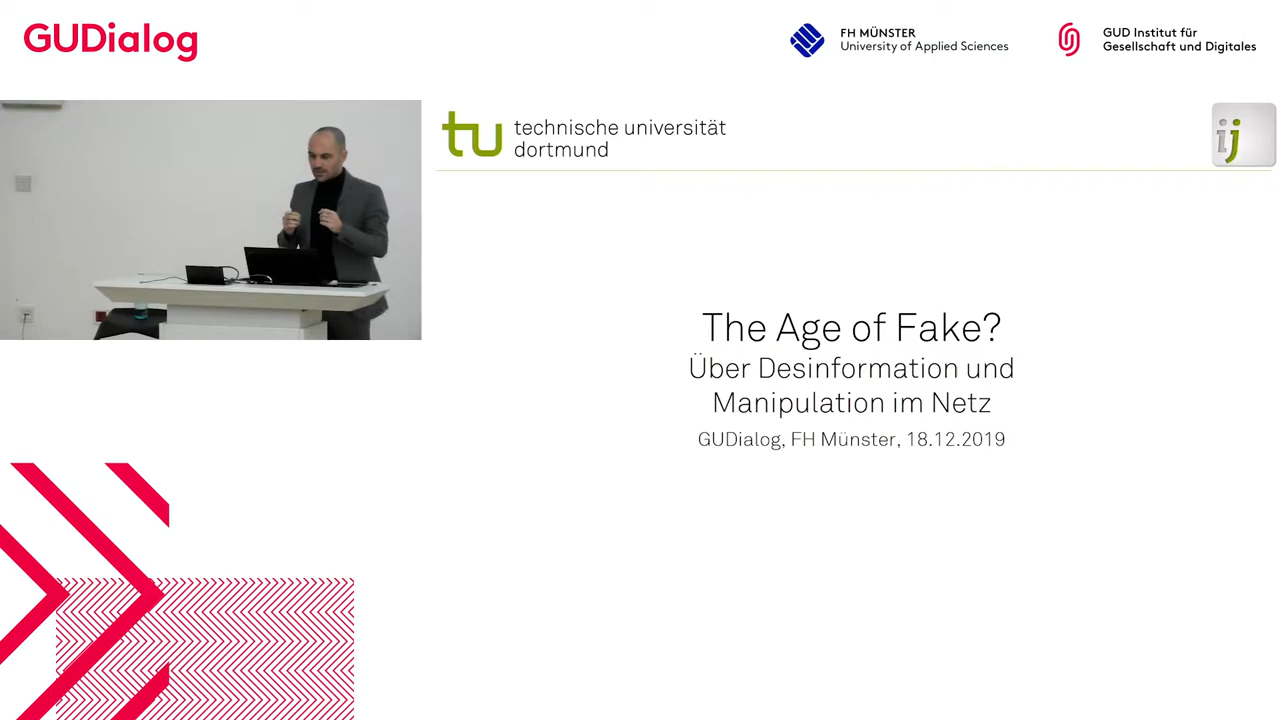 GUDialog
FH MÜNSTER
University of Applied Sciences
GUD Institut für
Gesellschaft und Digitales
tu technische universität
dortmund
ij
The Age of Fake?
Über Desinformation und
Manipulation im Netz
GUDialog, FH Münster, 18.12.2019